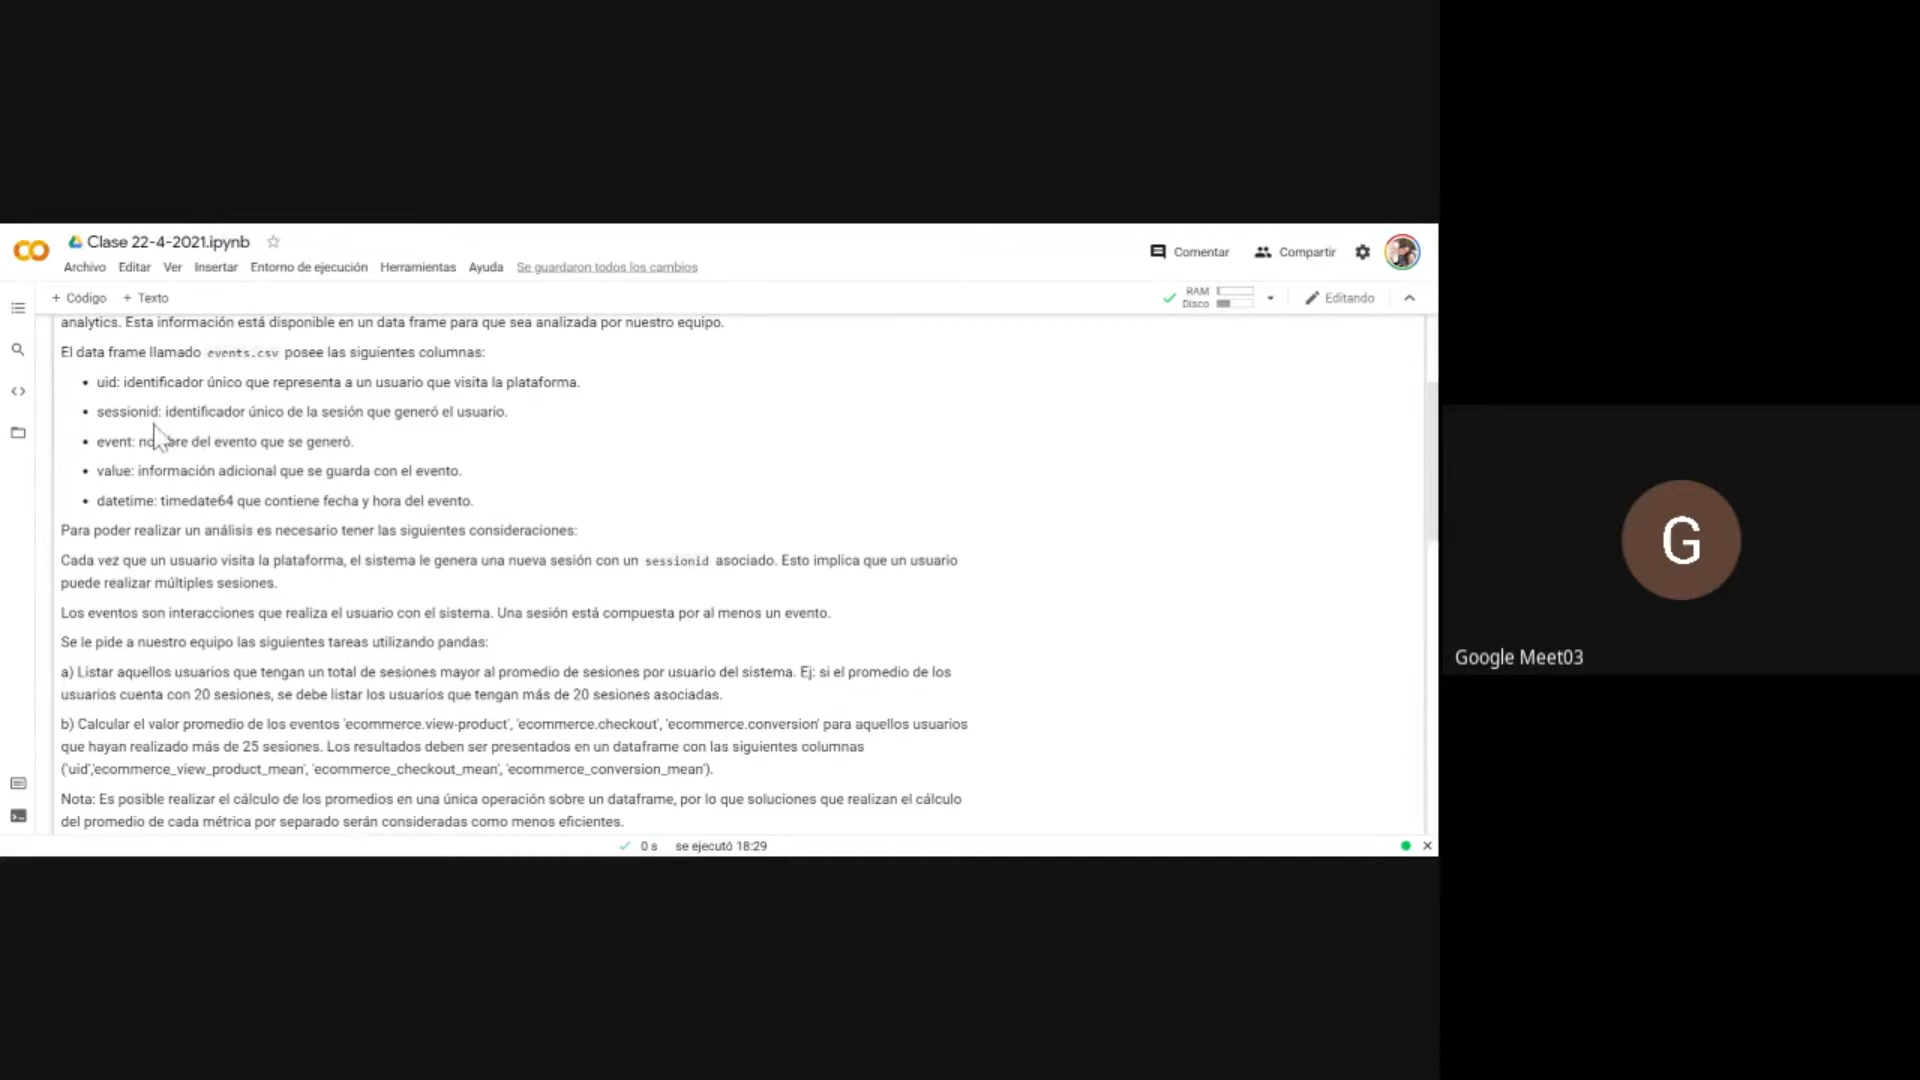 Clase 22-4-2021.ipynb
Archivo Editar Ver Insertar Entorno de ejecución Herramientas Ayuda Se guardaron todos los cambios
Comentar Compartir
+ Código + Texto
RAM
Disco
Editando
analytics. Esta información está disponible en un data frame para que sea analizada por nuestro equipo.
El data frame llamado events.csv posee las siguientes columnas:
• uid: identificador único que representa a un usuario que visita la plataforma.
• sessionid: identificador único de la sesión que generó el usuario.
• event: nombre del evento que se generó.
• value: información adicional que se guarda con el evento.
• datetime: timedate64 que contiene fecha y hora del evento.
Para poder realizar un análisis es necesario tener las siguientes consideraciones:
Cada vez que un usuario visita la plataforma, el sistema le genera una nueva sesión con un sessionid asociado. Esto implica que un usuario
puede realizar múltiples sesiones.
Los eventos son interacciones que realiza el usuario con el sistema. Una sesión está compuesta por al menos un evento.
Se le pide a nuestro equipo las siguientes tareas utilizando pandas:
a) Listar aquellos usuarios que tengan un total de sesiones mayor al promedio de sesiones por usuario del sistema. Ej: si el promedio de los
usuarios cuenta con 20 sesiones, se debe listar los usuarios que tengan más de 20 sesiones asociadas.
b) Calcular el valor promedio de los eventos 'ecommerce.view-product', 'ecommerce.checkout', 'ecommerce.conversion' para aquellos usuarios
que hayan realizado más de 25 sesiones. Los resultados deben ser presentados en un dataframe con las siguientes columnas
('uid','ecommerce_view_product_mean', 'ecommerce_checkout_mean', 'ecommerce_conversion_mean').
Nota: Es posible realizar el cálculo de los promedios en una única operación sobre un dataframe, por lo que soluciones que realizan el cálculo
del promedio de cada métrica por separado serán consideradas como menos eficientes.
0 s se ejecutó 18:29
G
Google Meet03